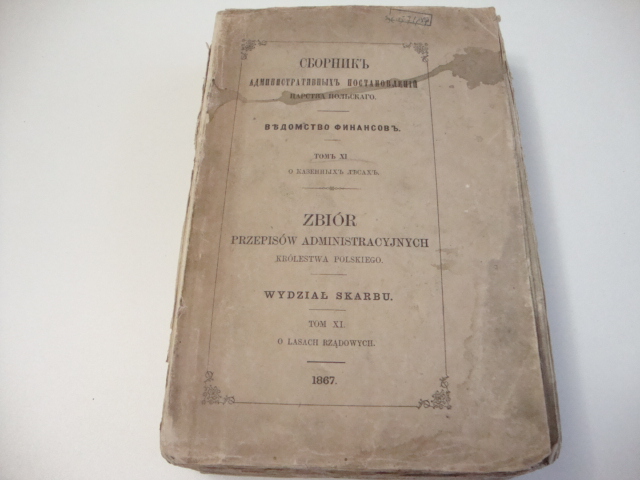 СБОРНИКЪ
АДМИНИСТРАТИВНЫХЪ ПОСТАНОВЛЕНІЙ
ЦАРСТВА ПОЛЬСКАГО.
ВѢДОМСТВО ФИНАНСОВЪ.
ТОМЪ XI
О КАЗЕННЫХЪ ЛѢСАХЪ.
ZBIÓR
PRZEPISÓW ADMINISTRACYJNYCH
KRÓLESTWA POLSKIEGO.
WYDZIAŁ SKARBU.
TOM XI.
O LASACH RZĄDOWYCH.
1867.